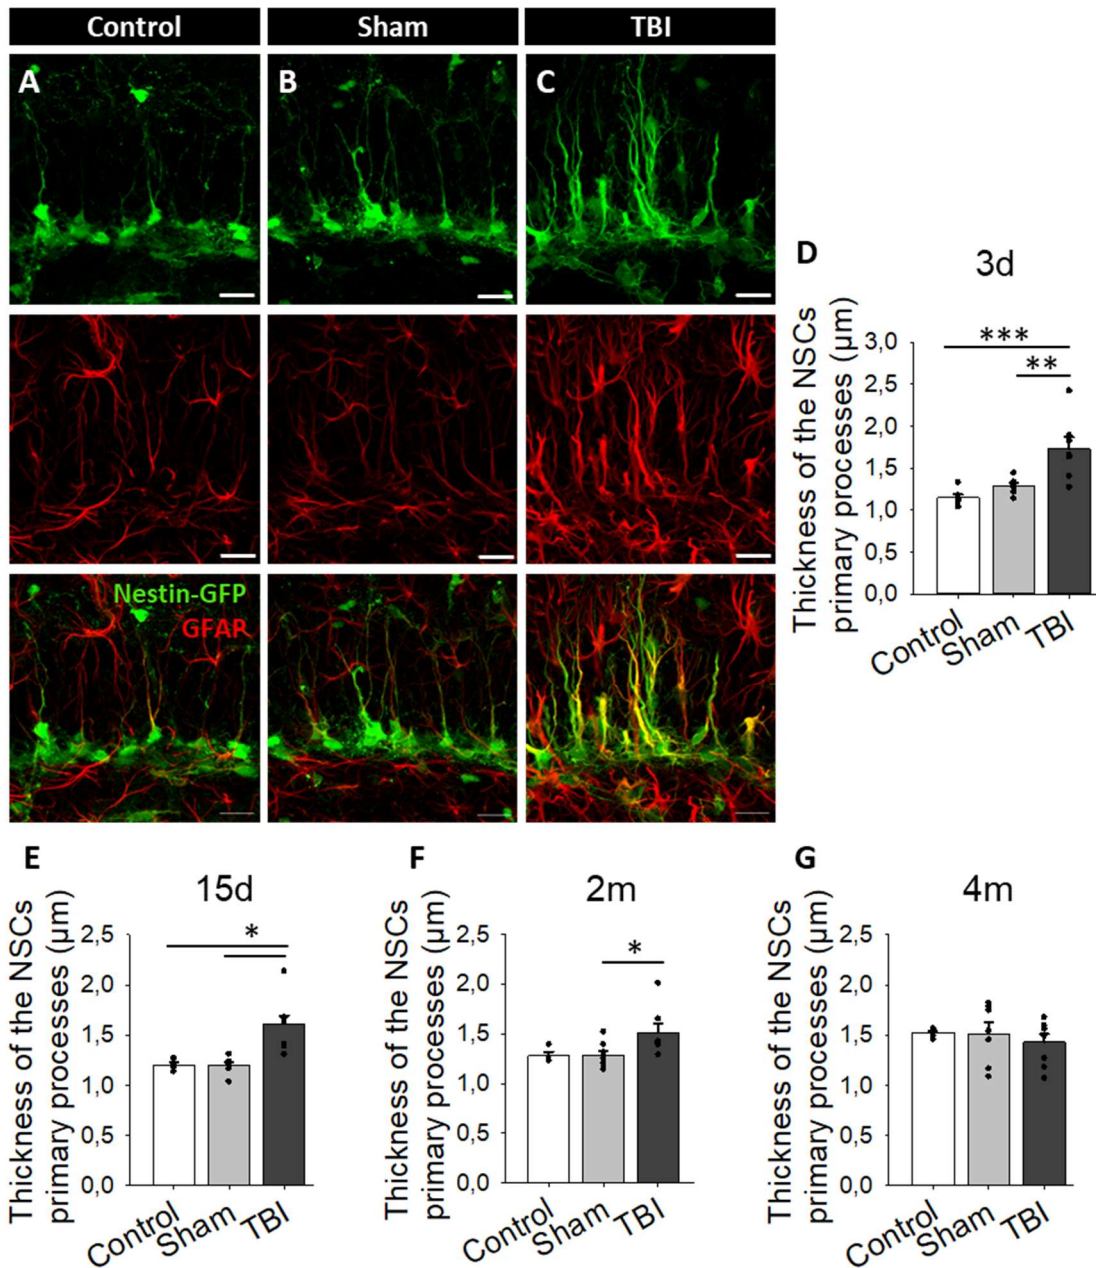 Control
Sham
TBI
A
B
C
Nestin-GFP
GFAP
D
3d
Thickness of the NSCs
primary processes (µm)
3,0
2,5
2,0
1,5
1,0
0,5
0,0
***
**
Control
Sham
TBI
E
15d
Thickness of the NSCs
primary processes (µm)
2,5
2,0
1,5
1,0
0,5
0,0
*
Control
Sham
TBI
F
2m
Thickness of the NSCs
primary processes (µm)
2,5
2,0
1,5
1,0
0,5
0,0
*
Control
Sham
TBI
G
4m
Thickness of the NSCs
primary processes (µm)
2,5
2,0
1,5
1,0
0,5
0,0
Control
Sham
TBI